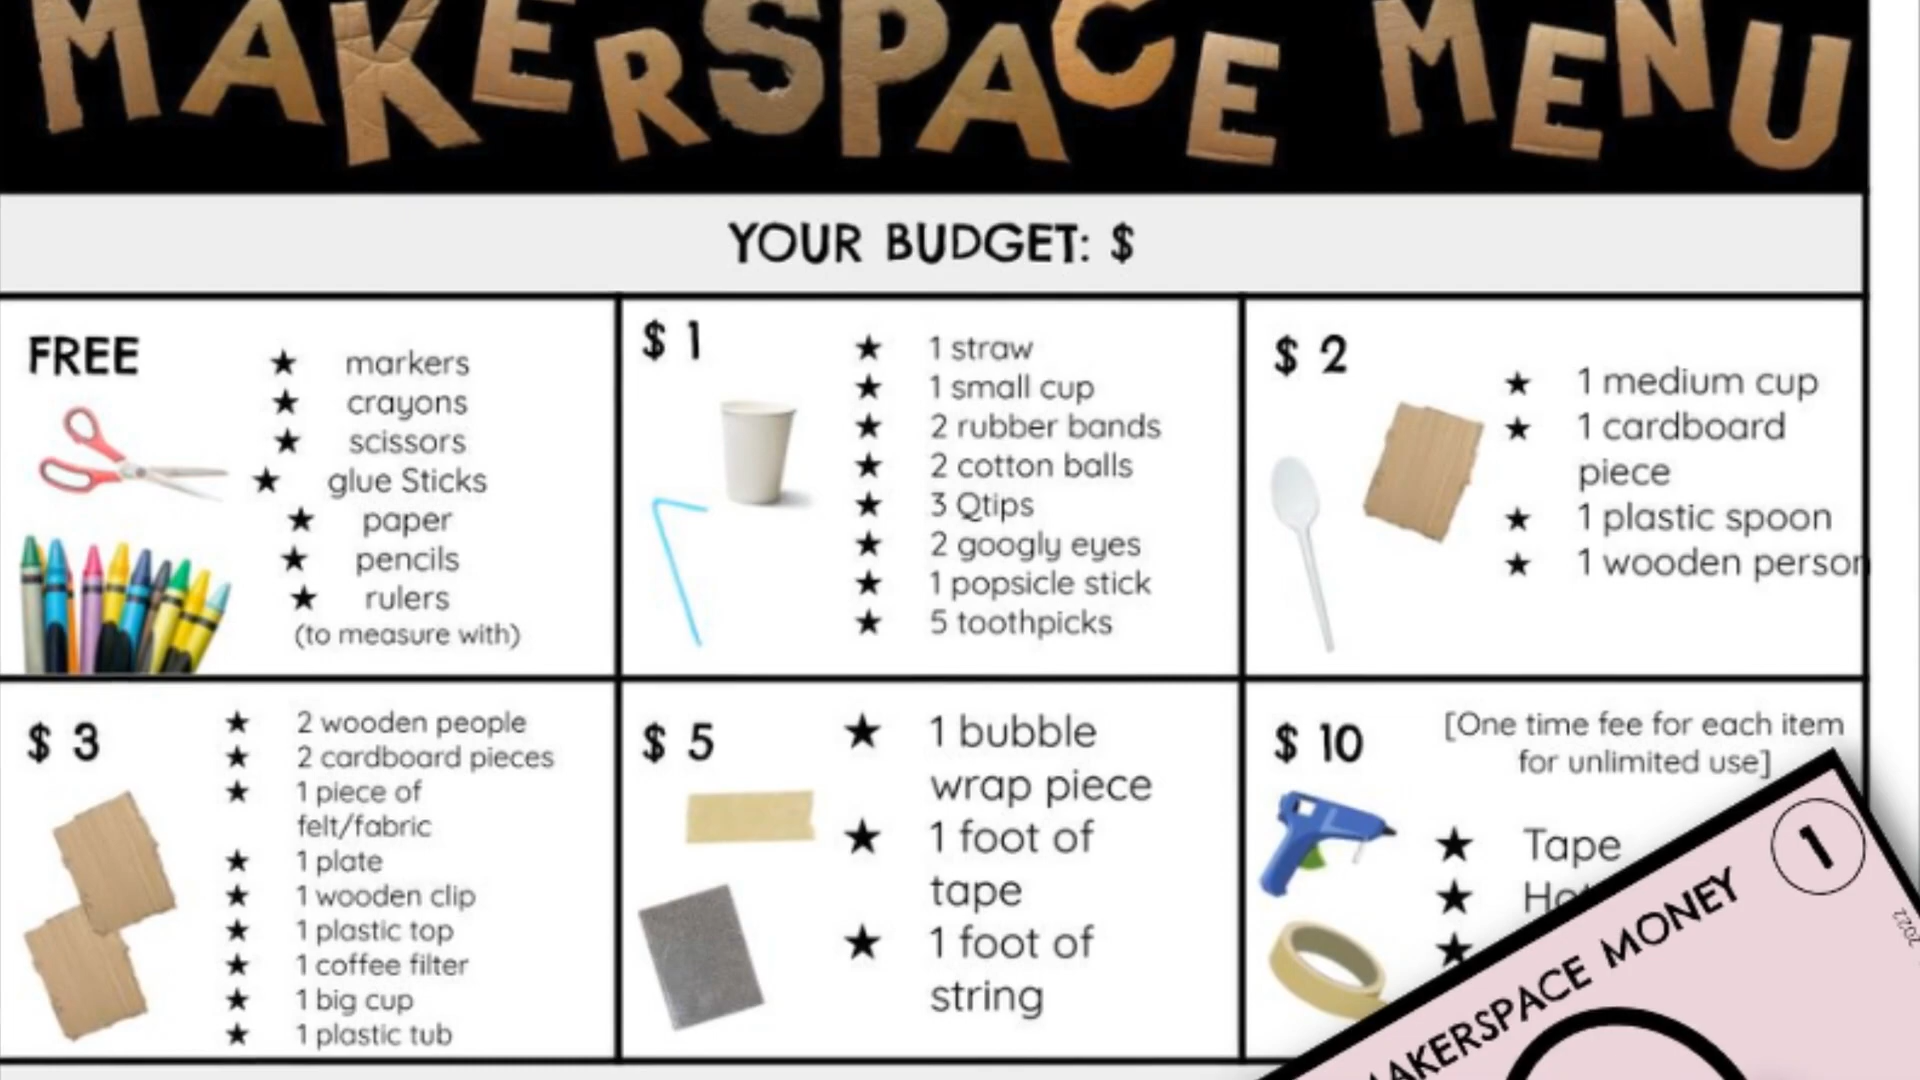 MAKERSPACE MENU
YOUR BUDGET: $
FREE
★ markers
★ crayons
★ scissors
★ glue Sticks
★ paper
★ pencils
★ rulers
(to measure with)
$ 1
★ 1 straw
★ 1 small cup
★ 2 rubber bands
★ 2 cotton balls
★ 3 Qtips
★ 2 googly eyes
★ 1 popsicle stick
★ 5 toothpicks
$ 2
★ 1 medium cup
★ 1 cardboard
piece
★ 1 plastic spoon
★ 1 wooden person
$ 3
★ 2 wooden people
★ 2 cardboard pieces
★ 1 piece of
felt/fabric
★ 1 plate
★ 1 wooden clip
★ 1 plastic top
★ 1 coffee filter
★ 1 big cup
★ 1 plastic tub
$ 5
★ 1 bubble
wrap piece
★ 1 foot of
tape
★ 1 foot of
string
$ 10
[One time fee for each item
for unlimited use]
★ Tape
★ Ho
★
MAKERSPACE MONEY
1
2022